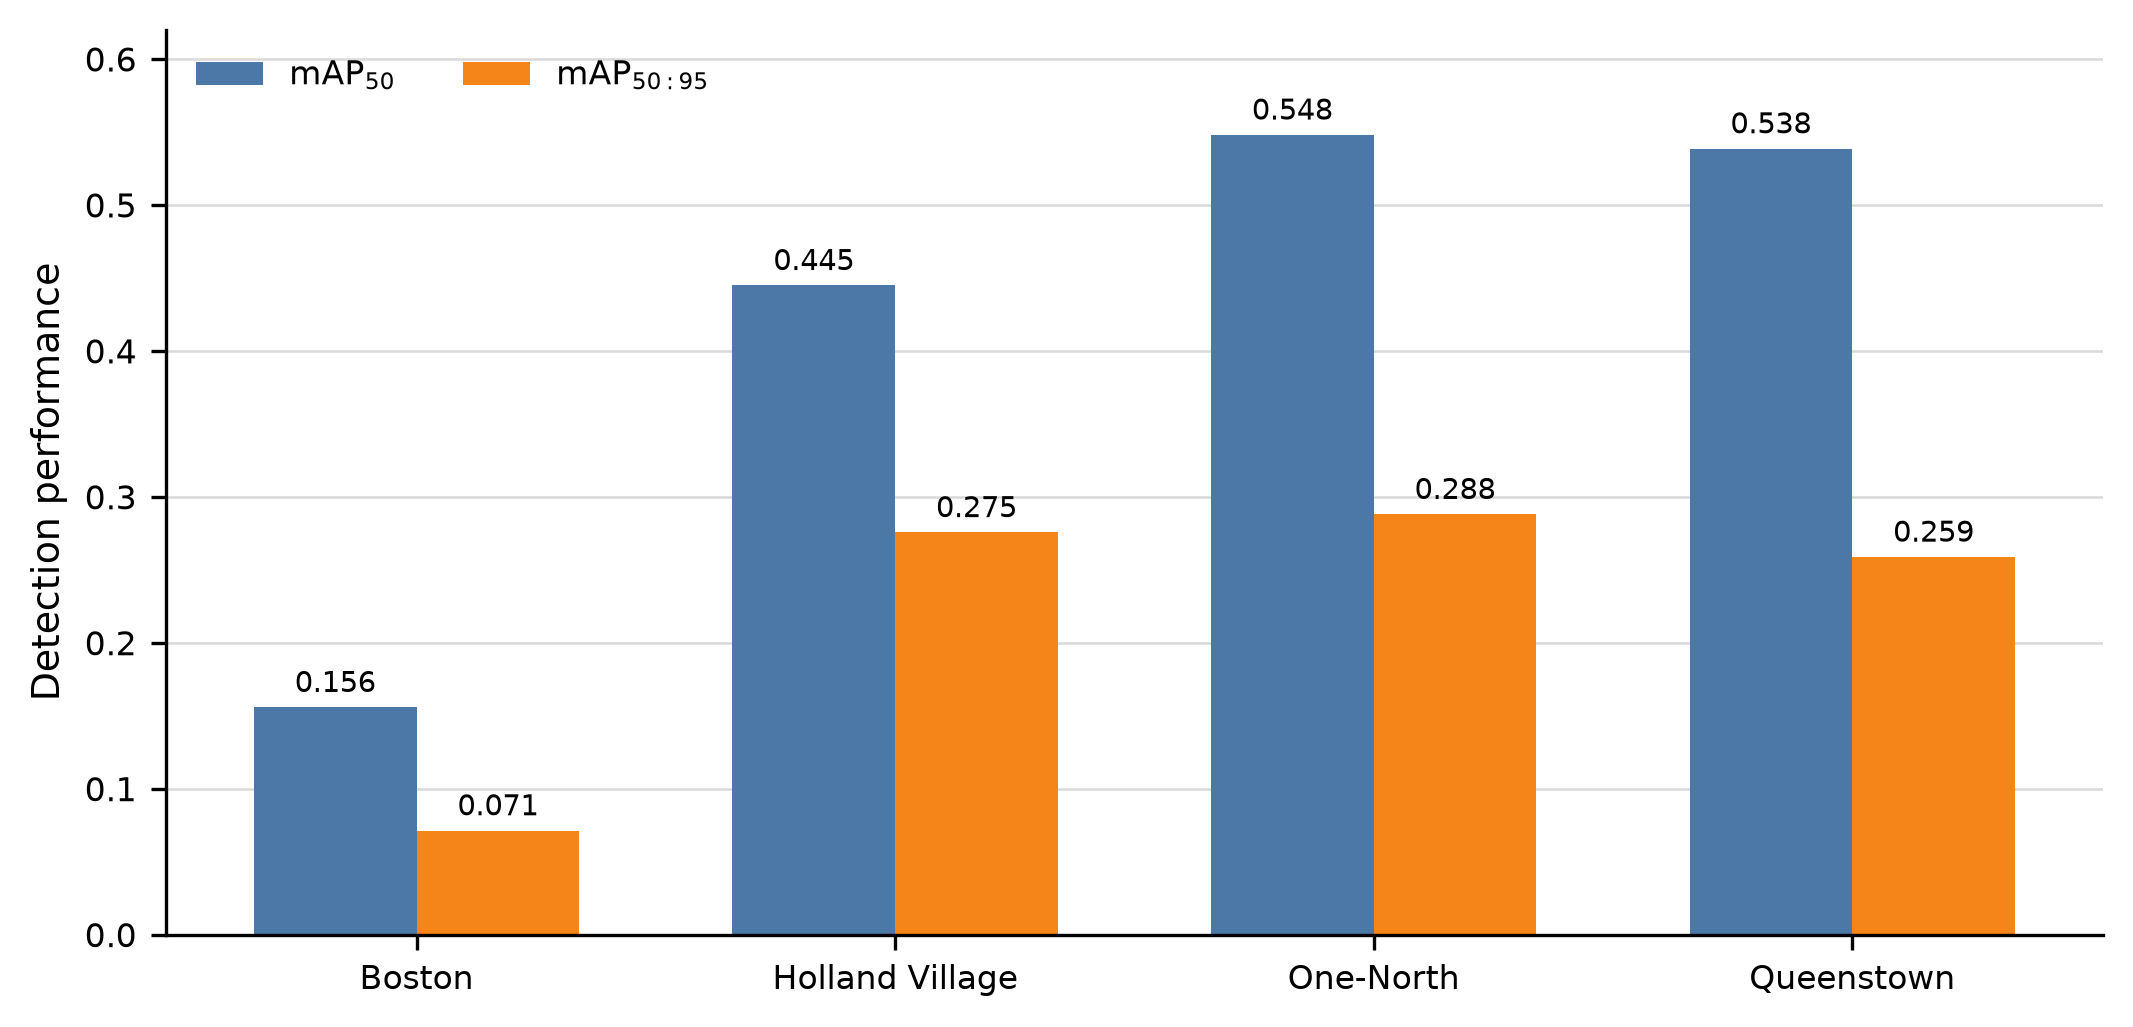 mAP50 mAP50:95
0.6
0.5
0.4
0.3
0.2
0.1
0.0
Detection performance
0.156
0.071
0.445
0.275
0.548
0.288
0.538
0.259
Boston
Holland Village
One-North
Queenstown